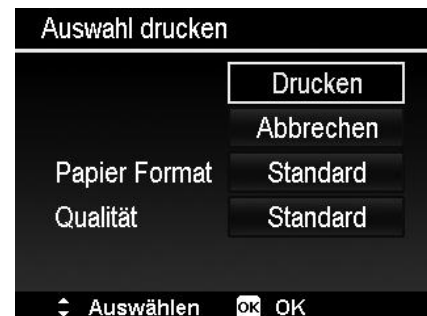 Auswahl drucken
Drucken
Abbrechen
Papier Format Standard
Qualität Standard
Auswählen OK OK